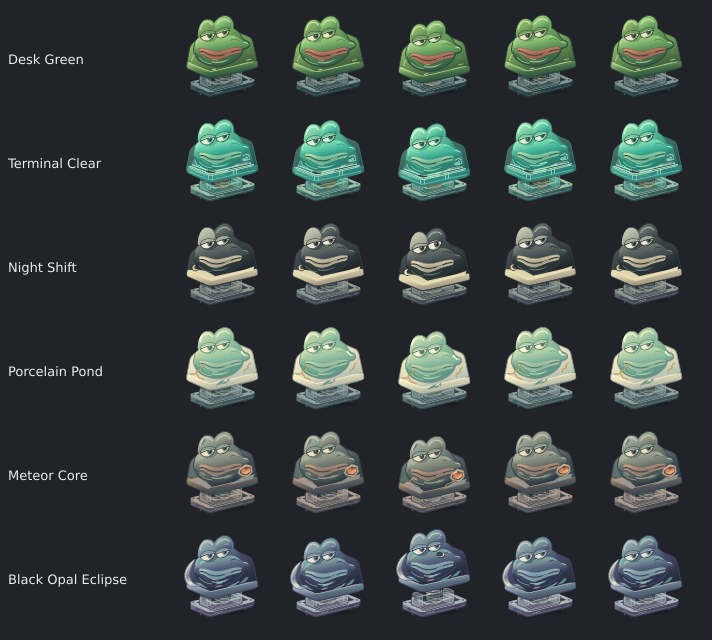 Desk Green
Terminal Clear
Night Shift
Porcelain Pond
Meteor Core
Black Opal Eclipse